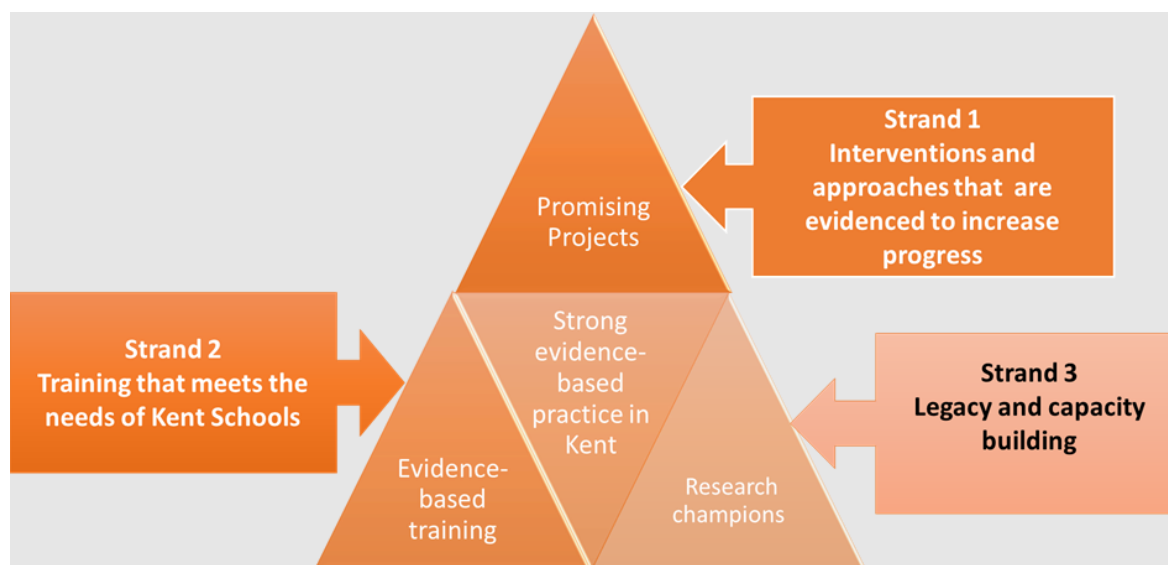 Promising
Projects
Strand 1
Interventions and
approaches that are
evidenced to increase
progress
Strand 2
Training that meets the
needs of Kent Schools
Strong
evidence-
based
practice in
Kent
Strand 3
Legacy and capacity
building
Evidence-
based
training
Research
champions